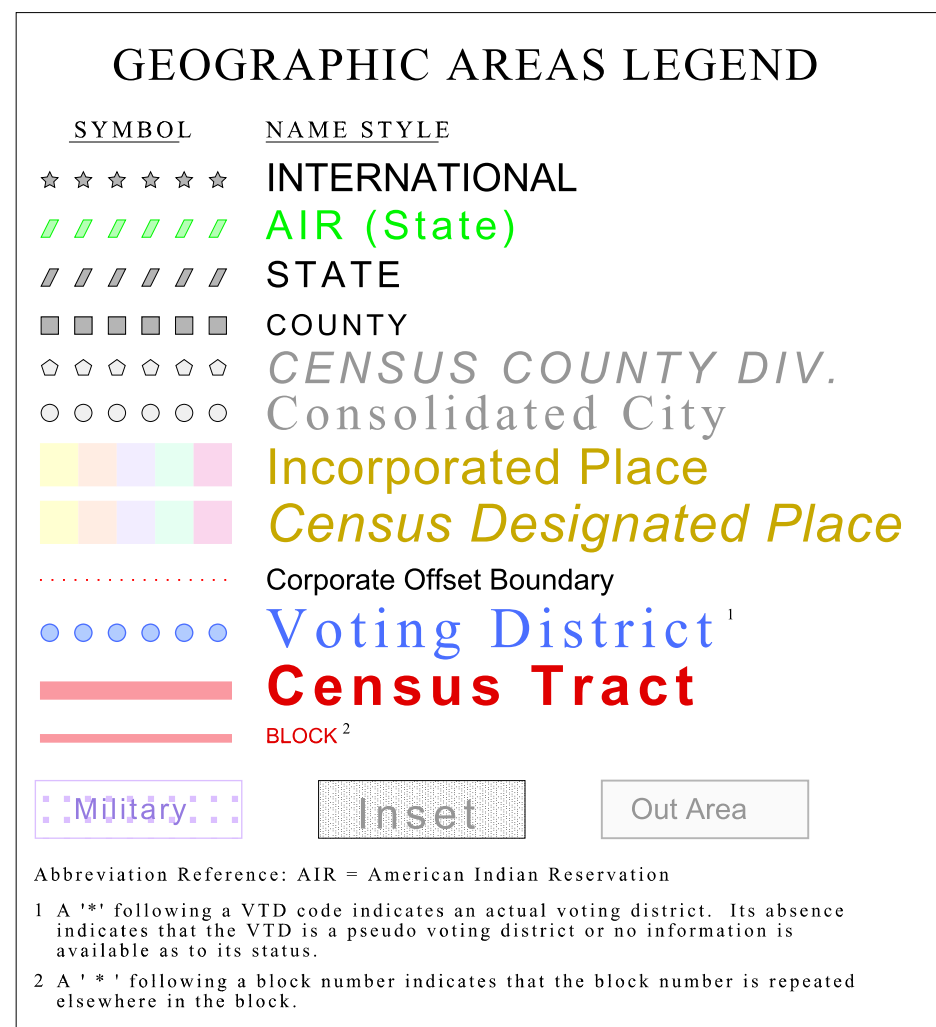 GEOGRAPHIC AREAS LEGEND
SYMBOL NAME STYLE
INTERNATIONAL
AIR (State)
STATE
COUNTY
CENSUS COUNTY DIV.
Consolidated City
Incorporated Place
Census Designated Place
Corporate Offset Boundary
Voting District 1
Census Tract
BLOCK 2
Military Inset Out Area
Abbreviation Reference: AIR = American Indian Reservation
1 A '*' following a VTD code indicates an actual voting district. Its absence
indicates that the VTD is a pseudo voting district or no information is
available as to its status.
2 A ' * ' following a block number indicates that the block number is repeated
elsewhere in the block.